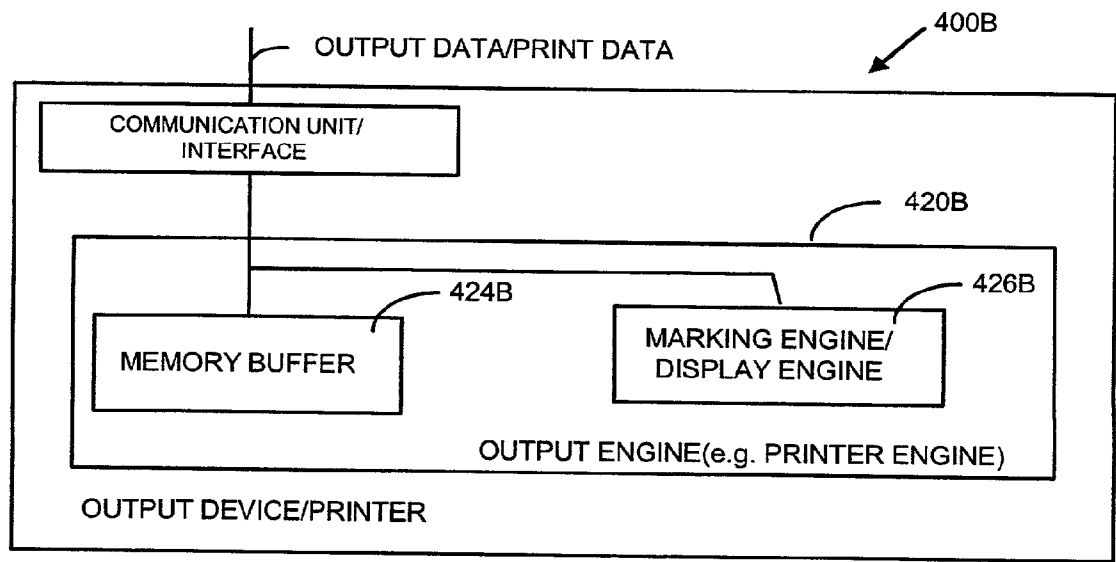 400B
OUTPUT DATA/PRINT DATA
COMMUNICATION UNIT/
INTERFACE
420B
424B
426B
MEMORY BUFFER
MARKING ENGINE/
DISPLAY ENGINE
OUTPUT ENGINE(e.g. PRINTER ENGINE)
OUTPUT DEVICE/PRINTER